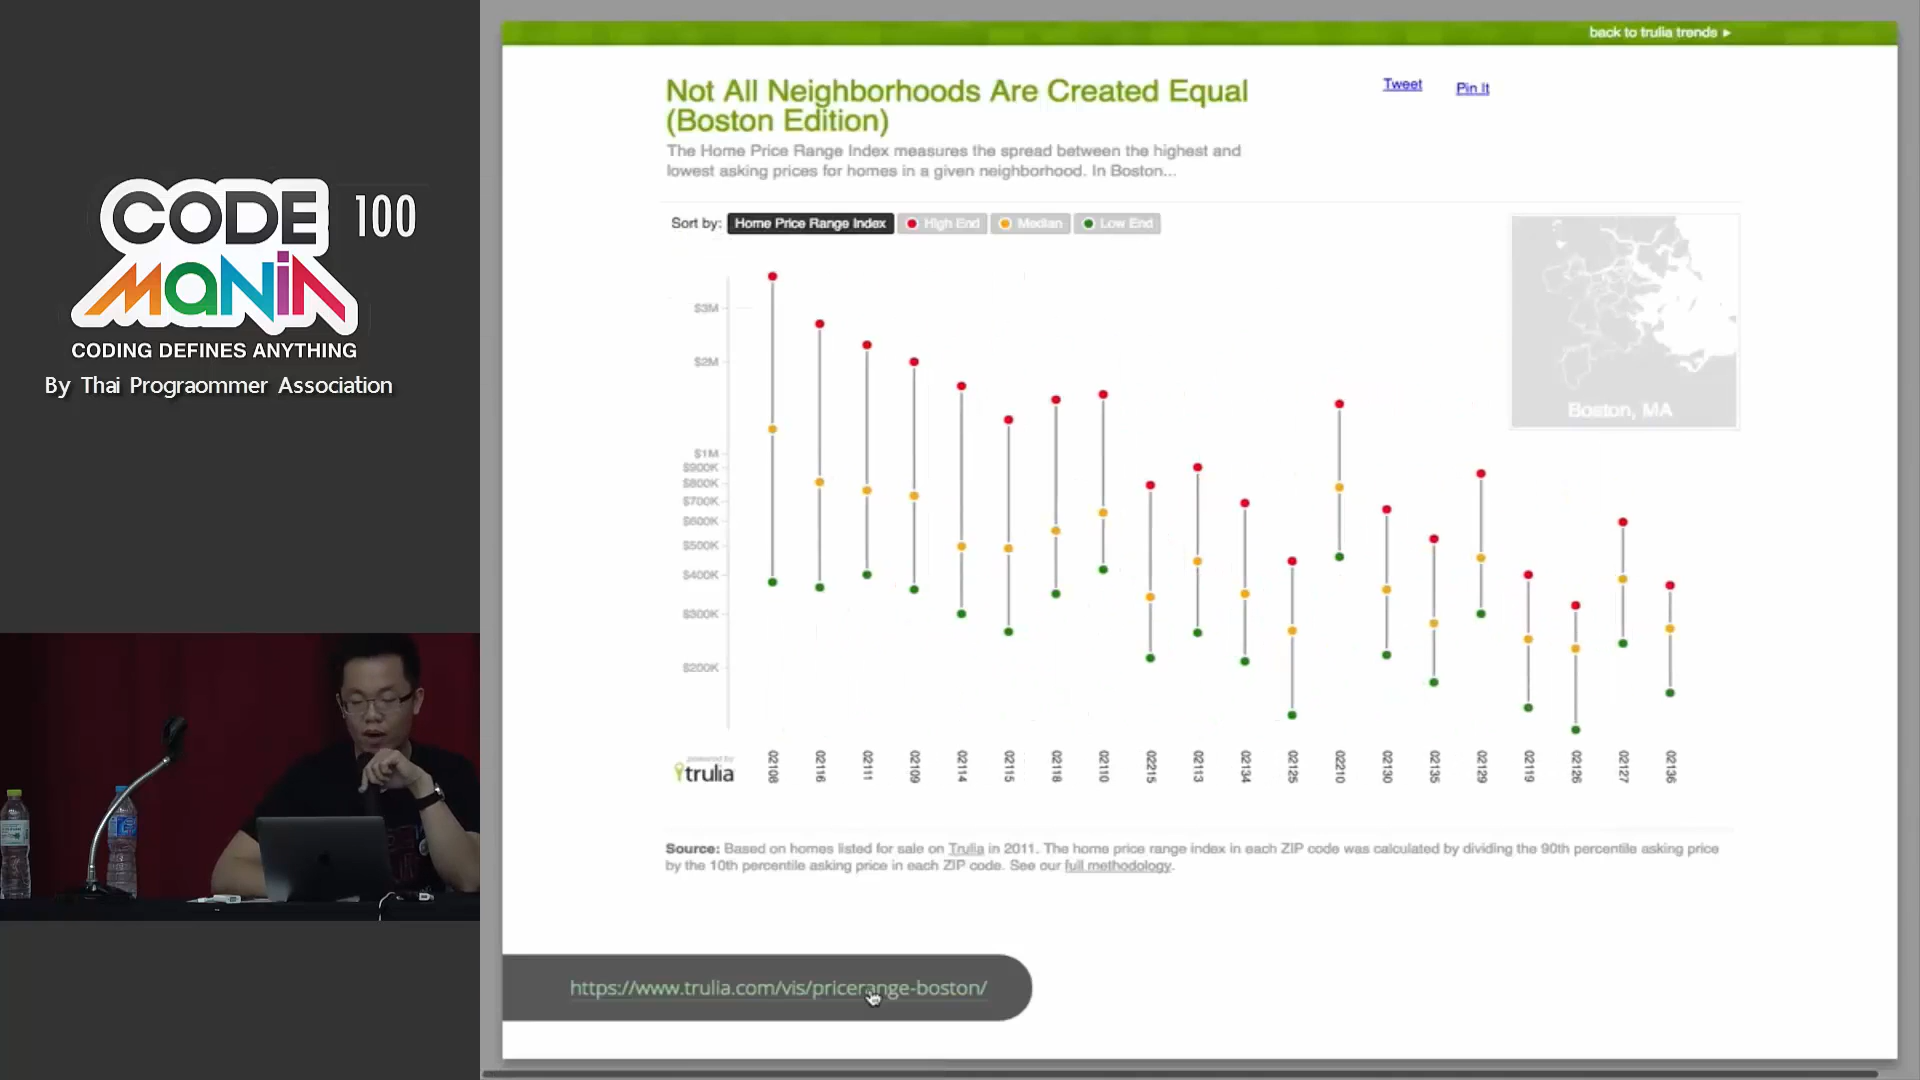 CODE 100
MANIA
CODING DEFINES ANYTHING
By Thai Prograommer Association
back to trulia trends ►
Not All Neighborhoods Are Created Equal
(Boston Edition)
Tweet
Pin It
The Home Price Range Index measures the spread between the highest and
lowest asking prices for homes in a given neighborhood. In Boston...
Sort by: Home Price Range Index High End Median Low End
Boston, MA
$3M
$2M
$1M
$900K
$800K
$700K
$600K
$500K
$400K
$300K
$200K
02108 02116 02111 02109 02114 02115 02118 02110 02215 02113 02134 02125 02210 02130 02135 02129 02119 02126 02127 02136
powered by
trulia
Source: Based on homes listed for sale on Trulia in 2011. The home price range index in each ZIP code was calculated by dividing the 90th percentile asking price
by the 10th percentile asking price in each ZIP code. See our full methodology.
https://www.trulia.com/vis/pricerange-boston/